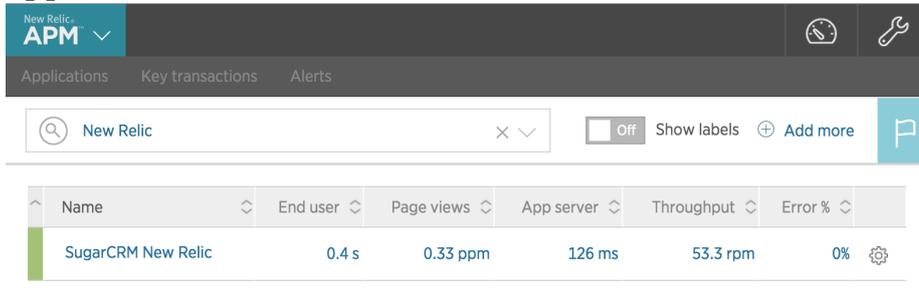 New Relic.
APM
Applications Key transactions Alerts
New Relic Off Show labels Add more
Name End user Page views App server Throughput Error %
SugarCRM New Relic 0.4 s 0.33 ppm 126 ms 53.3 rpm 0%